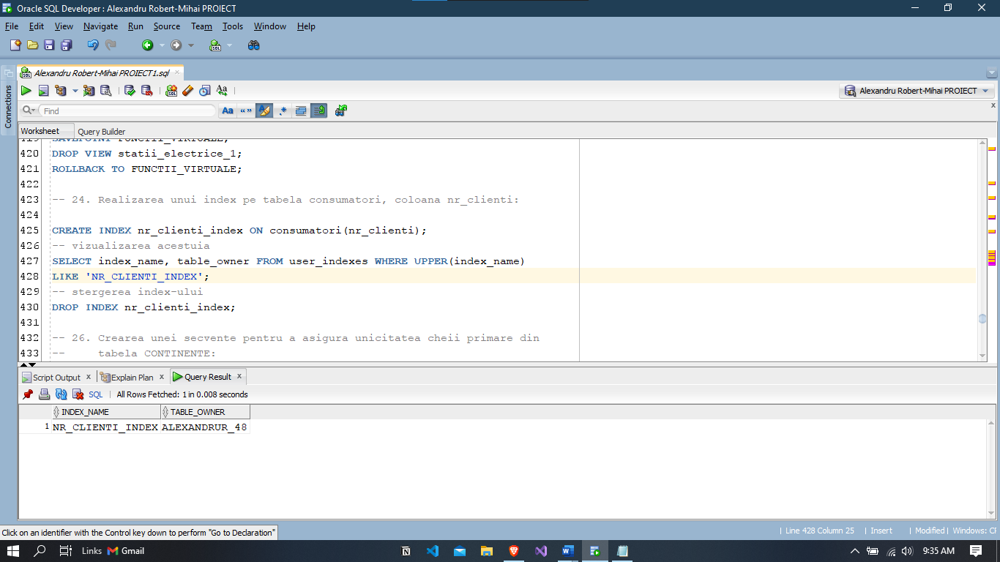 Oracle SQL Developer : Alexandru Robert-Mihai PROIECT
File Edit View Navigate Run Source Team Tools Window Help
Connections
Alexandru Robert-Mihai PROIECT1.sql
Alexandru Robert-Mihai PROIECT
Find
Aa
Worksheet Query Builder
419 SAVEPOINT FUNCTII_VIRTUALE;
420 DROP VIEW statii_electrice_1;
421 ROLLBACK TO FUNCTII_VIRTUALE;
422
423 -- 24. Realizarea unui index pe tabela consumatori, coloana nr_clienti:
424
425 CREATE INDEX nr_clienti_index ON consumatori(nr_clienti);
426 -- vizualizarea acestuia
427 SELECT index_name, table_owner FROM user_indexes WHERE UPPER(index_name)
428 LIKE 'NR_CLIENTI_INDEX';
429 -- stergerea index-ului
430 DROP INDEX nr_clienti_index;
431
432 -- 26. Crearea unei secvente pentru a asigura unicitatea cheii primare din
433 -- tabela CONTINENTE:
Script Output x Explain Plan x Query Result x
SQL | All Rows Fetched: 1 in 0.008 seconds
INDEX_NAME TABLE_OWNER
1 NR_CLIENTI_INDEX ALEXANDRUR_48
Click on an identifier with the Control key down to perform "Go to Declaration"
| Line 428 Column 25 | Insert | Modified | Windows: CF
Links Gmail
9:35 AM